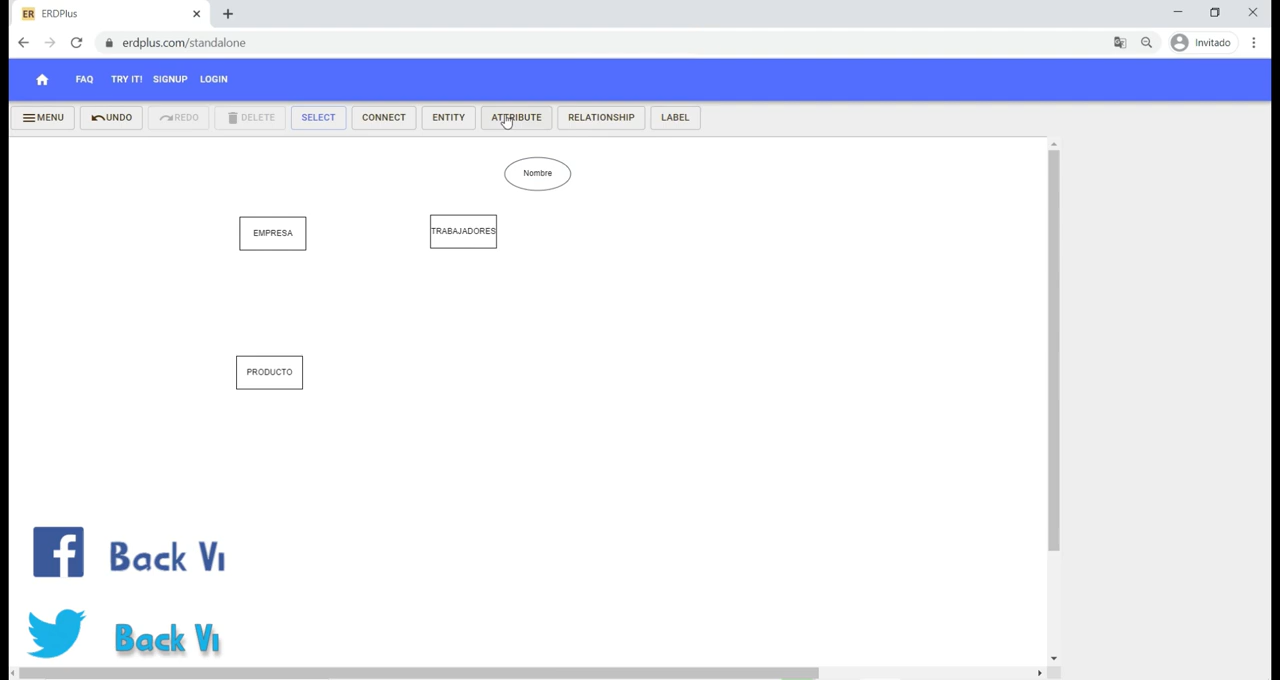 ER ERDPlus
erdplus.com/standalone
Invitado
FAQ TRY IT! SIGNUP LOGIN
MENU UNDO REDO DELETE SELECT CONNECT ENTITY ATTRIBUTE RELATIONSHIP LABEL
Nombre
EMPRESA
TRABAJADORES
PRODUCTO
f Back Vi
Back Vi